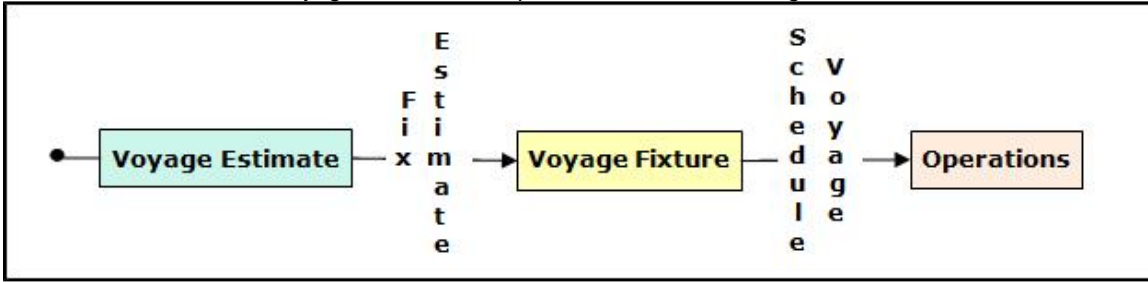 Voyage Estimate
Fix
Estimate
Voyage Fixture
Schedule
Voyage
Operations